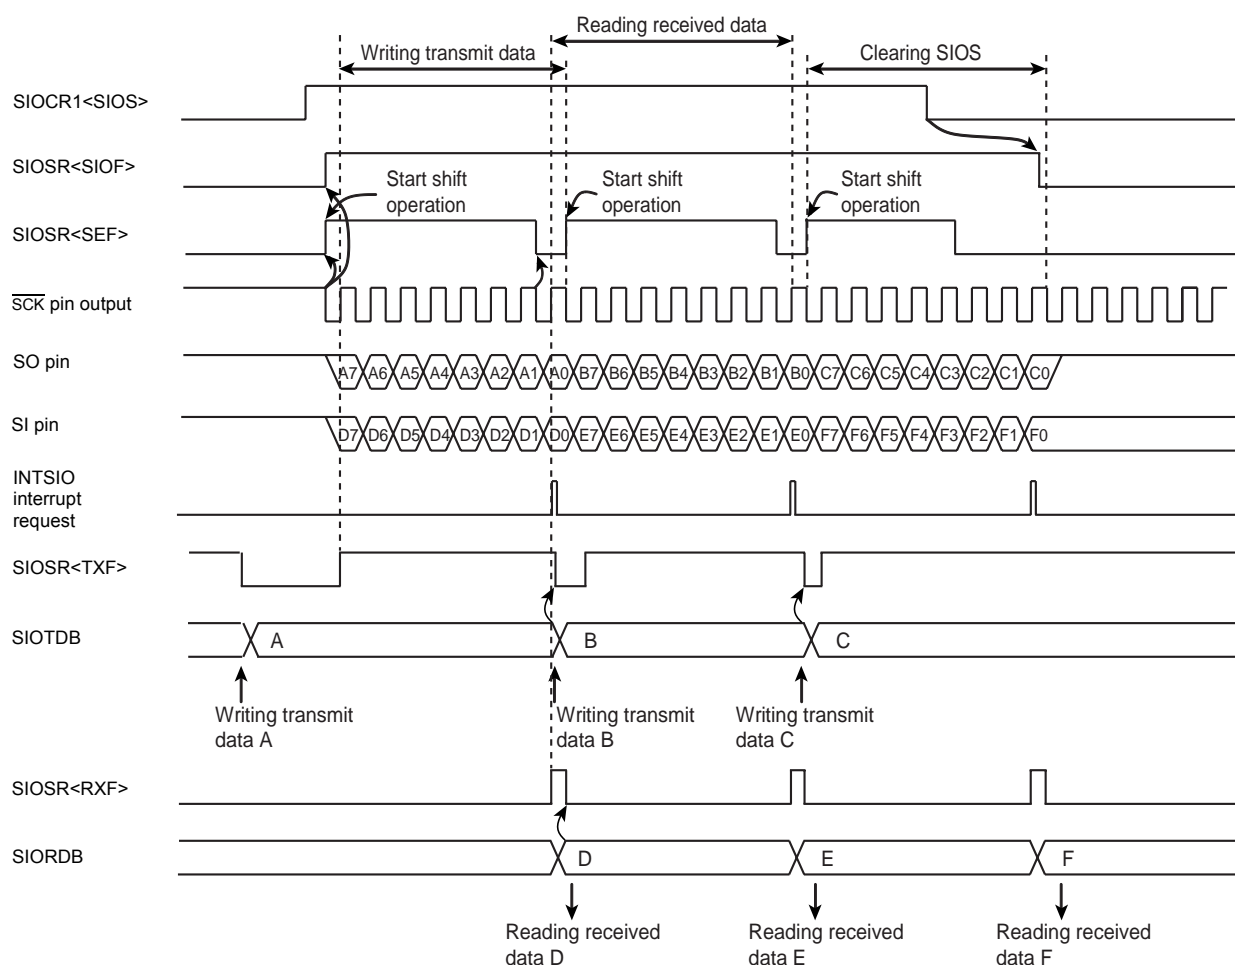 Reading received data
Writing transmit data
Clearing SIOS
SIOCR1<SIOS>
SIOSR<SIOF>
Start shift
operation
Start shift
operation
Start shift
operation
SIOSR<SEF>
SCK pin output
SO pin
A7 A6 A5 A4 A3 A2 A1 A0 B7 B6 B5 B4 B3 B2 B1 B0 C7 C6 C5 C4 C3 C2 C1 C0
SI pin
D7 D6 D5 D4 D3 D2 D1 D0 E7 E6 E5 E4 E3 E2 E1 E0 F7 F6 F5 F4 F3 F2 F1 F0
INTSIO
interrupt
request
SIOSR<TXF>
SIOTDB
A B C
Writing transmit
data A
Writing transmit
data B
Writing transmit
data C
SIOSR<RXF>
SIORDB
D E F
Reading received
data D
Reading received
data E
Reading received
data F